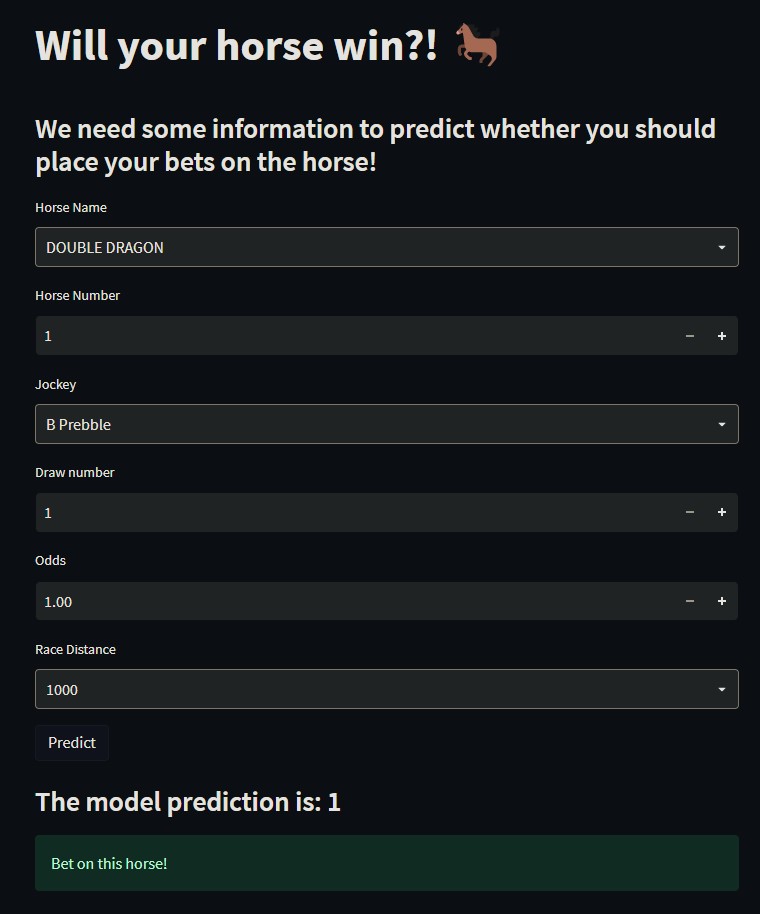 Will your horse win?! 🐎
We need some information to predict whether you should
place your bets on the horse!
Horse Name
DOUBLE DRAGON
Horse Number
1
Jockey
B Prebble
Draw number
1
Odds
1.00
Race Distance
1000
Predict
The model prediction is: 1
Bet on this horse!